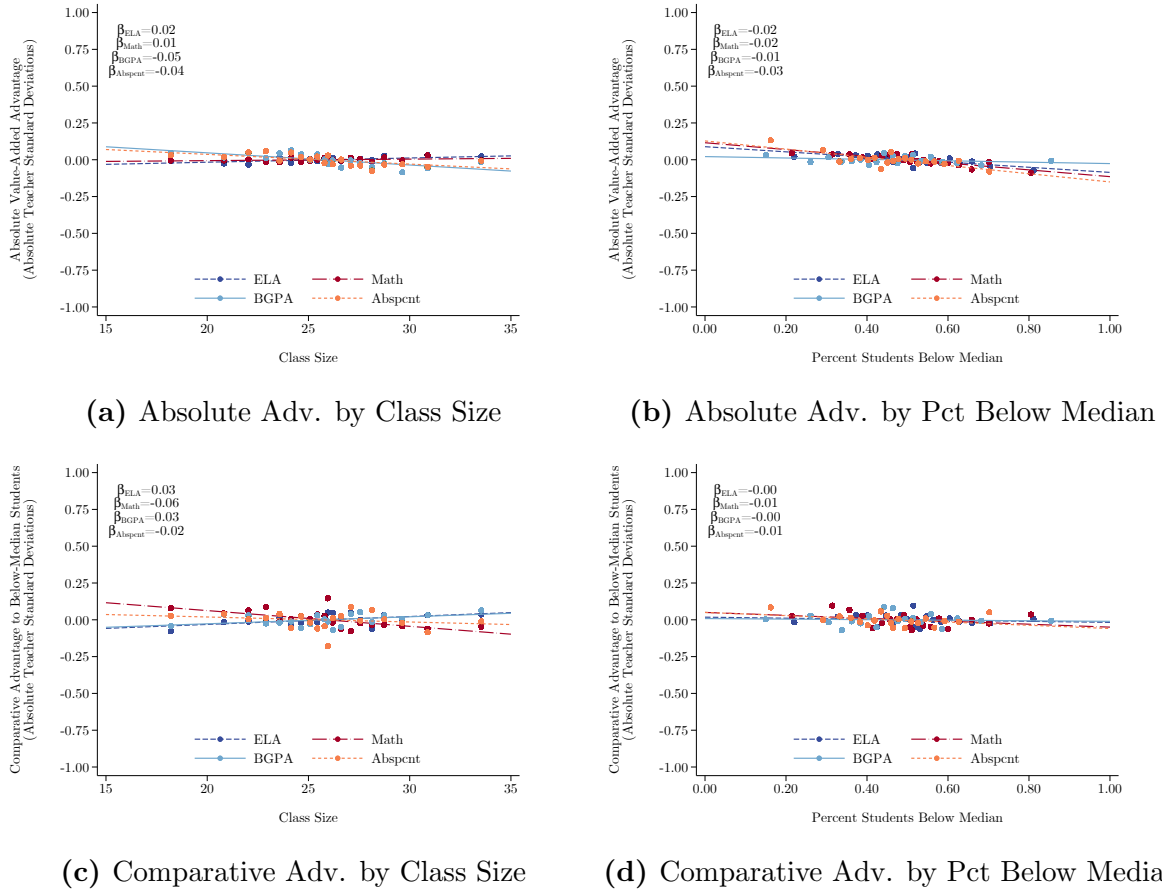 1.00
0.75
0.50
0.25
0.00
-0.25
-0.50
-0.75
-1.00
Absolute Value-Added Advantage
(Absolute Teacher Standard Deviations)
βELA=0.02
βMath=0.01
βBGPA=-0.05
βAbspcnt=-0.04
ELA Math
BGPA Abspcnt
15 20 25 30 35
Class Size
(a) Absolute Adv. by Class Size
1.00
0.75
0.50
0.25
0.00
-0.25
-0.50
-0.75
-1.00
Absolute Value-Added Advantage
(Absolute Teacher Standard Deviations)
βELA=-0.02
βMath=-0.02
βBGPA=-0.01
βAbspcnt=-0.03
ELA Math
BGPA Abspcnt
0.00 0.20 0.40 0.60 0.80 1.00
Percent Students Below Median
(b) Absolute Adv. by Pct Below Median
1.00
0.75
0.50
0.25
0.00
-0.25
-0.50
-0.75
-1.00
Comparative Advantage to Below-Median Students
(Absolute Teacher Standard Deviations)
βELA=0.03
βMath=-0.06
βBGPA=0.03
βAbspcnt=-0.02
ELA Math
BGPA Abspcnt
15 20 25 30 35
Class Size
(c) Comparative Adv. by Class Size
1.00
0.75
0.50
0.25
0.00
-0.25
-0.50
-0.75
-1.00
Comparative Advantage to Below-Median Students
(Absolute Teacher Standard Deviations)
βELA=-0.00
βMath=-0.01
βBGPA=-0.00
βAbspcnt=-0.01
ELA Math
BGPA Abspcnt
0.00 0.20 0.40 0.60 0.80 1.00
Percent Students Below Median
(d) Comparative Adv. by Pct Below Media